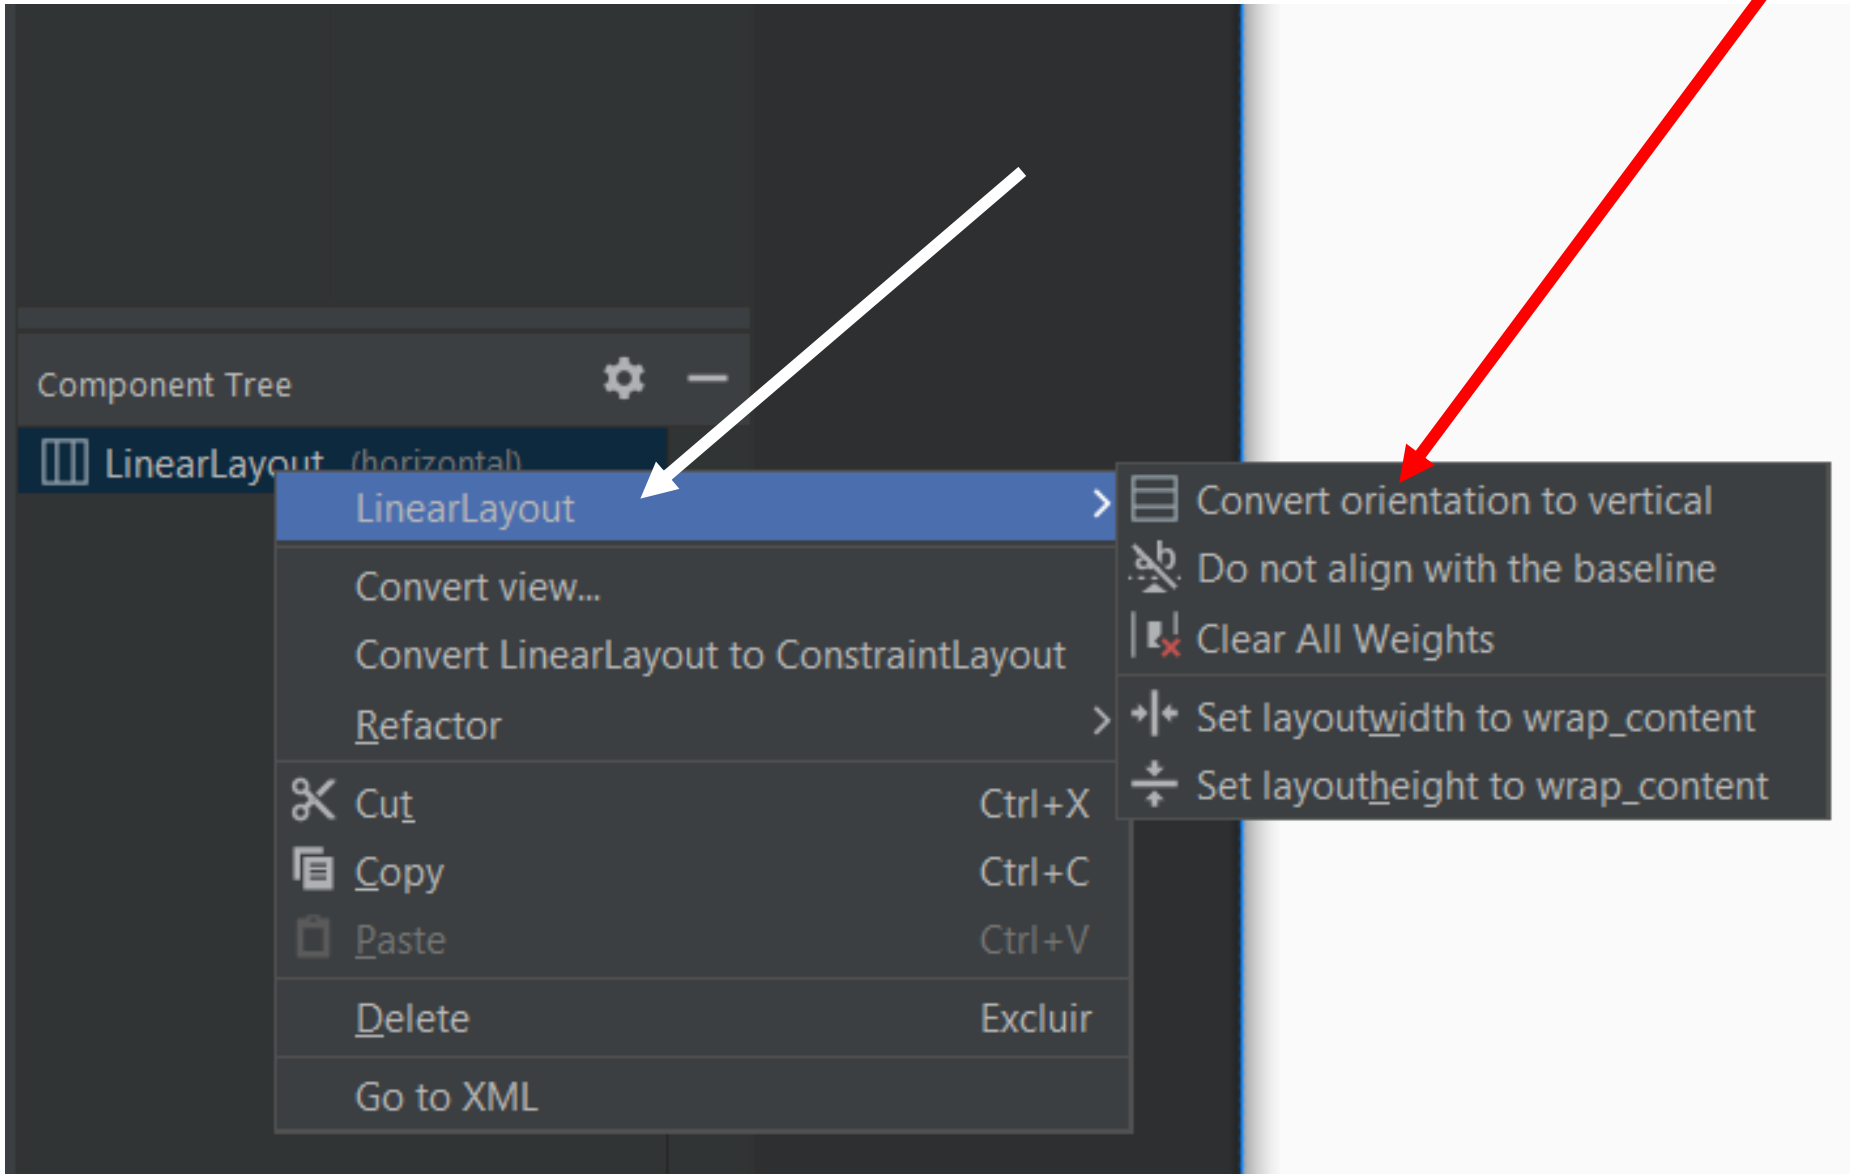 Component Tree
LinearLayout (horizontal)
LinearLayout
Convert view...
Convert LinearLayout to ConstraintLayout
Refactor
Cut Ctrl+X
Copy Ctrl+C
Paste Ctrl+V
Delete Excluir
Go to XML
Convert orientation to vertical
Do not align with the baseline
Clear All Weights
Set layoutwidth to wrap_content
Set layoutheight to wrap_content